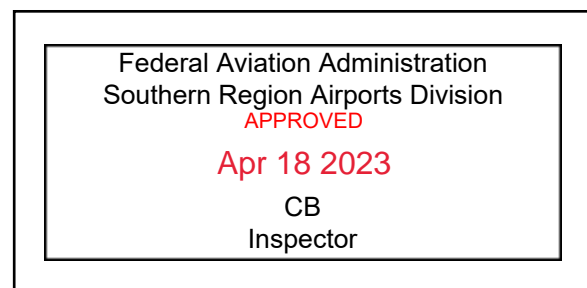 Federal Aviation Administration
Southern Region Airports Division
APPROVED
Apr 18 2023
CB
Inspector